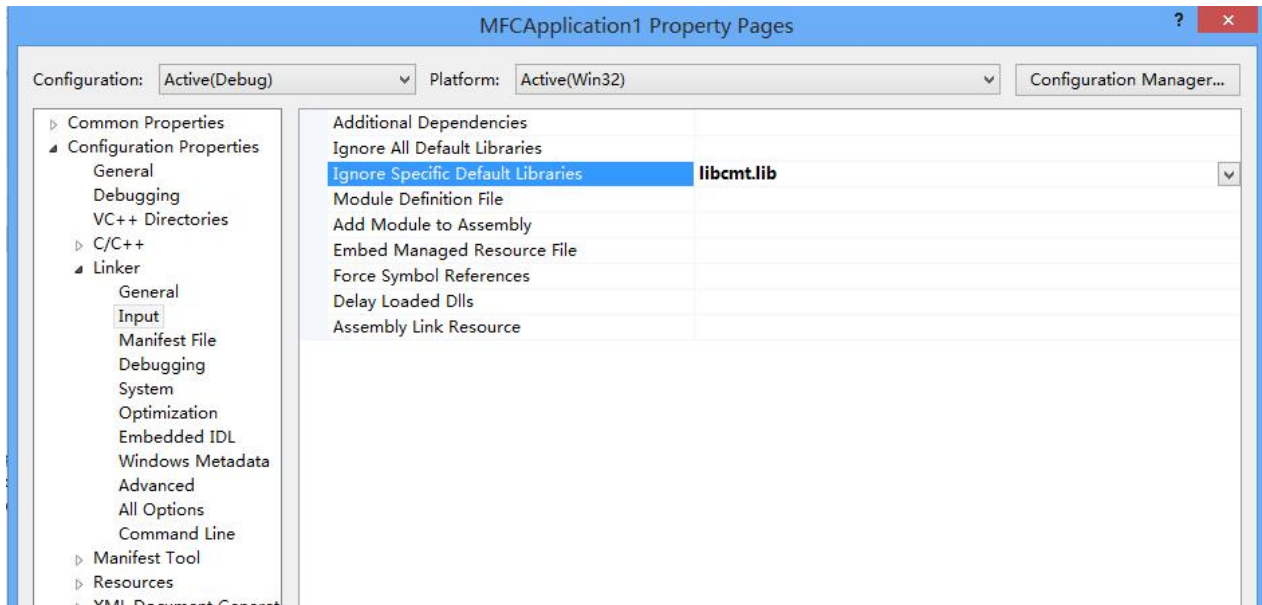 MFCApplication1 Property Pages
?
Configuration: Active(Debug) Platform: Active(Win32) Configuration Manager...
Common Properties
Configuration Properties
General
Debugging
VC++ Directories
C/C++
Linker
General
Input
Manifest File
Debugging
System
Optimization
Embedded IDL
Windows Metadata
Advanced
All Options
Command Line
Manifest Tool
Resources
XML Document
Additional Dependencies
Ignore All Default Libraries
Ignore Specific Default Libraries libcmt.lib
Module Definition File
Add Module to Assembly
Embed Managed Resource File
Force Symbol References
Delay Loaded Dlls
Assembly Link Resource